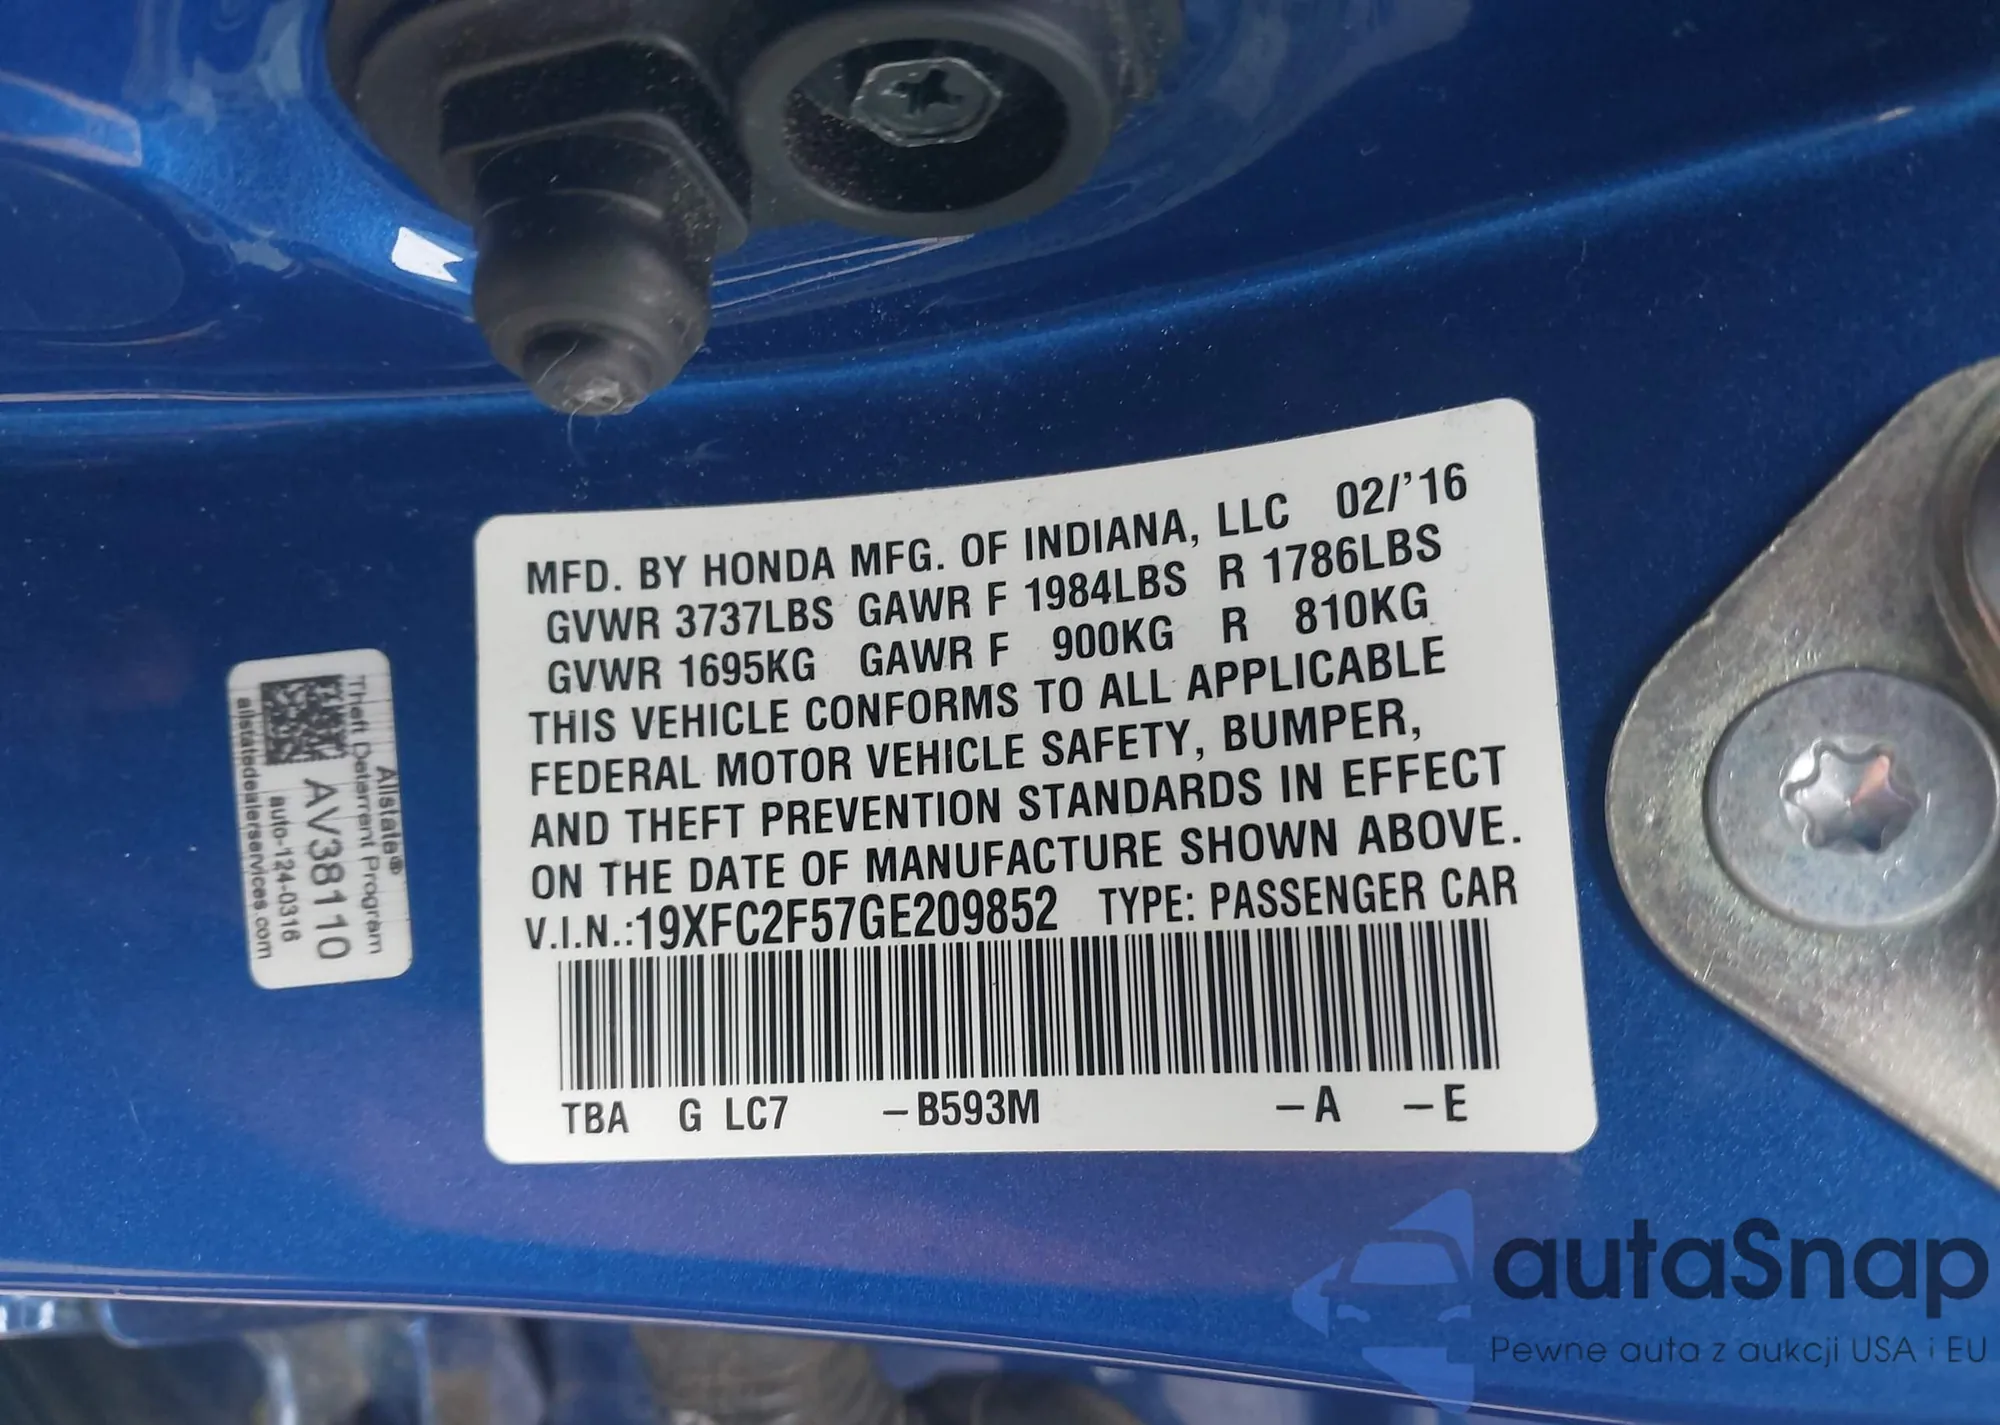 MFD. BY HONDA MFG. OF INDIANA, LLC 02/'16
GVWR 3737LBS GAWR F 1984LBS R 1786LBS
GVWR 1695KG GAWR F 900KG R 810KG
THIS VEHICLE CONFORMS TO ALL APPLICABLE
FEDERAL MOTOR VEHICLE SAFETY, BUMPER,
AND THEFT PREVENTION STANDARDS IN EFFECT
ON THE DATE OF MANUFACTURE SHOWN ABOVE.
V.I.N.:19XFC2F57GE209852 TYPE: PASSENGER CAR
TBA G LC7 –B593M –A –E
Allstate®
Theft Deterrent Program
AV38110
auto-124-0316
allstatedealerservices.com
autaSnap
Pewne auta z aukcji USA i EU